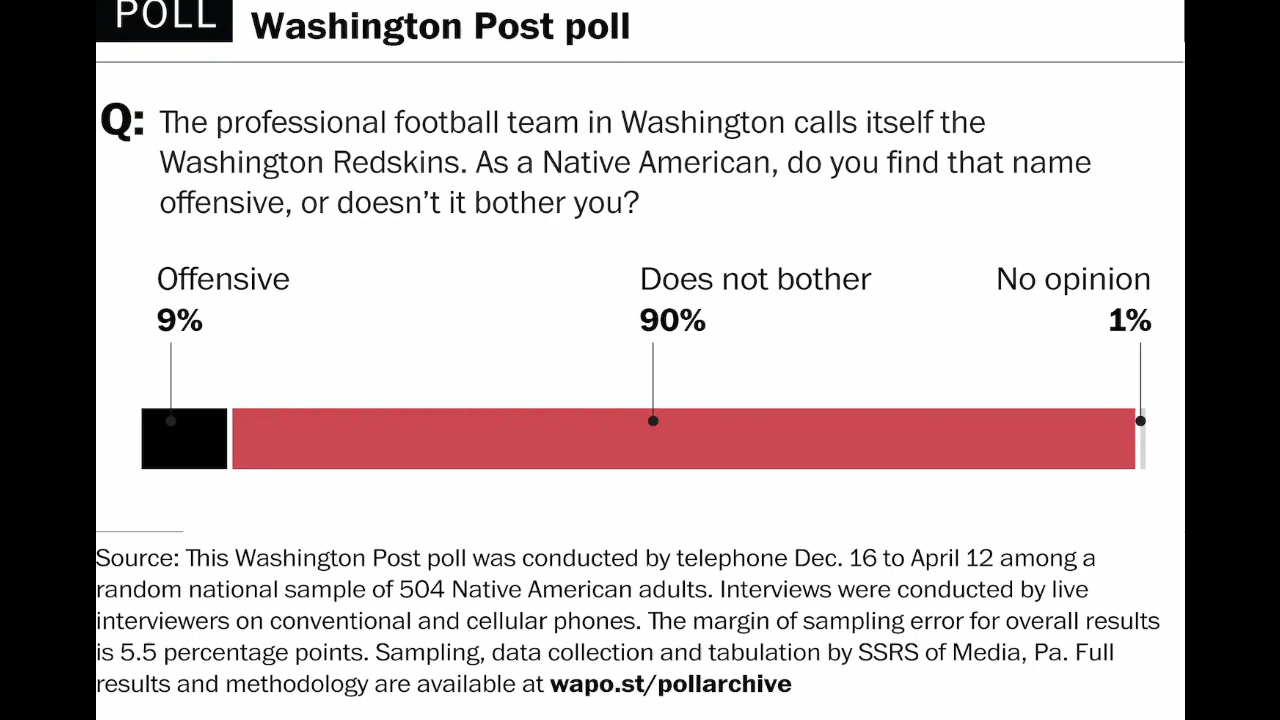 POLL Washington Post poll
Q: The professional football team in Washington calls itself the
Washington Redskins. As a Native American, do you find that name
offensive, or doesn’t it bother you?
Offensive Does not bother No opinion
9% 90% 1%
Source: This Washington Post poll was conducted by telephone Dec. 16 to April 12 among a
random national sample of 504 Native American adults. Interviews were conducted by live
interviewers on conventional and cellular phones. The margin of sampling error for overall results
is 5.5 percentage points. Sampling, data collection and tabulation by SSRS of Media, Pa. Full
results and methodology are available at wapo.st/pollarchive